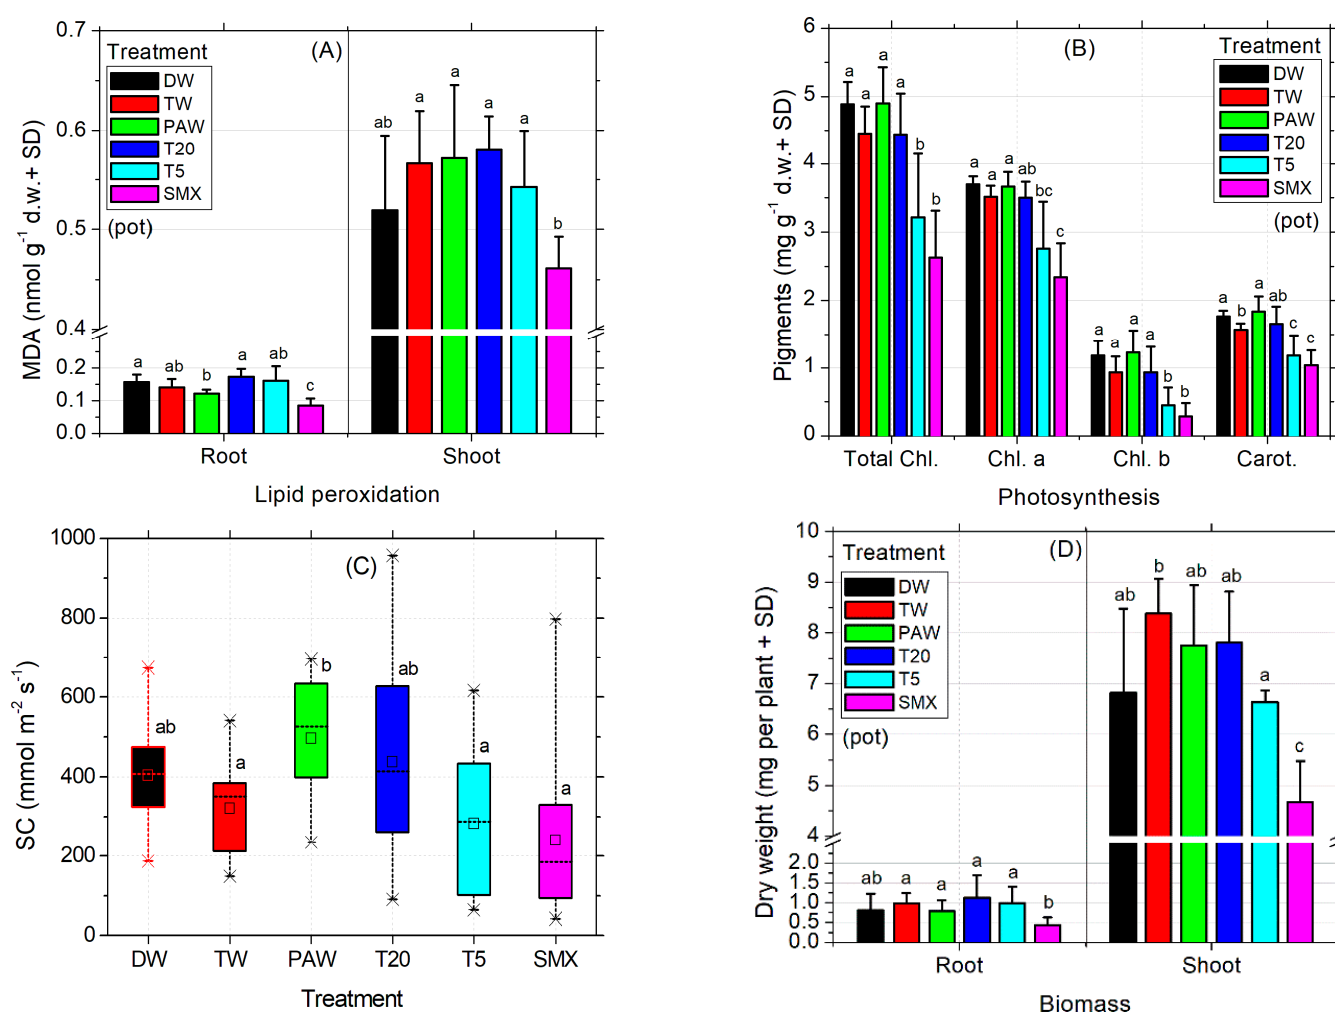 (A)
Treatment
DW
TW
PAW
T20
T5
SMX
(pot)
MDA (nmol g⁻¹ d.w.+ SD)
0.7
0.6
0.5
0.4
0.2
0.1
0.0
a
ab
b
a
ab
c
ab
a
a
a
a
b
Root
Shoot
Lipid peroxidation
(B)
Treatment
DW
TW
PAW
T20
T5
SMX
(pot)
Pigments (mg g⁻¹ d.w.+ SD)
6
5
4
3
2
1
0
a
a
a
a
b
b
a
a
a
ab
bc
c
a
a
a
a
b
b
a
b
a
ab
c
c
Total Chl.
Chl. a
Chl. b
Carot.
Photosynthesis
(C)
SC (mmol m⁻² s⁻¹)
1000
800
600
400
200
0
ab
a
b
ab
a
a
DW
TW
PAW
T20
T5
SMX
Treatment
(D)
Treatment
DW
TW
PAW
T20
T5
SMX
(pot)
Dry weight (mg per plant + SD)
10
9
8
7
6
5
4
2.0
1.5
1.0
0.5
0.0
ab
a
a
a
a
b
ab
b
ab
ab
a
c
Root
Shoot
Biomass